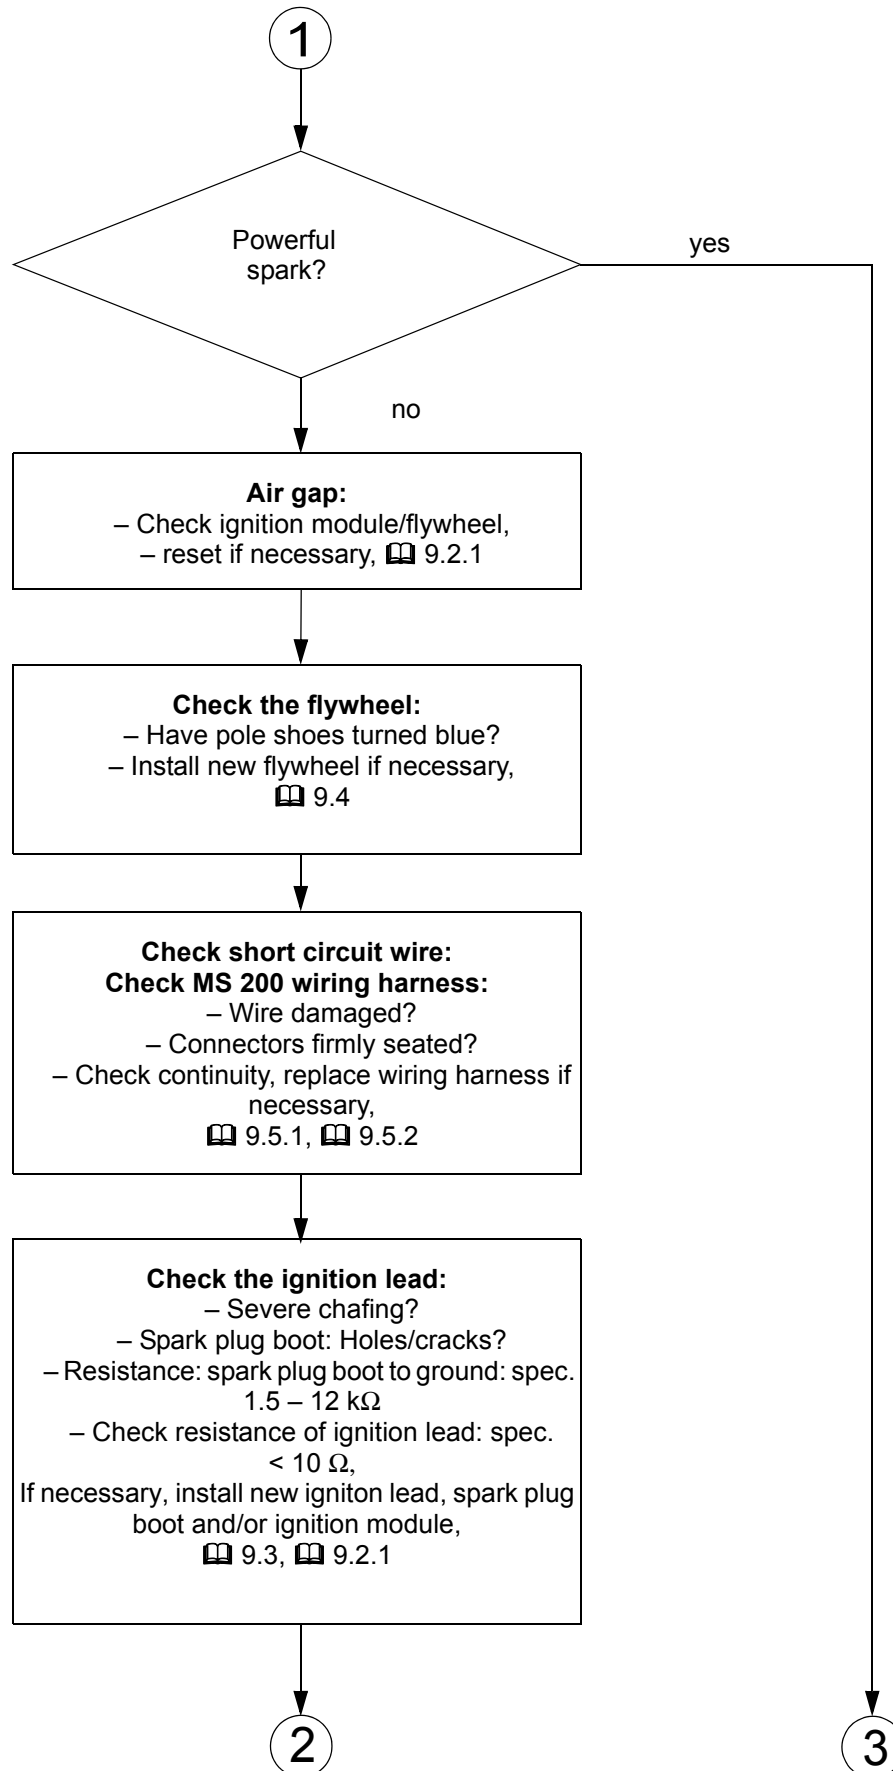 1
Powerful
spark?
yes
no
Air gap:
– Check ignition module/flywheel,
– reset if necessary, 🕮 9.2.1
Check the flywheel:
– Have pole shoes turned blue?
– Install new flywheel if necessary,
🕮 9.4
Check short circuit wire:
Check MS 200 wiring harness:
– Wire damaged?
– Connectors firmly seated?
– Check continuity, replace wiring harness if
necessary,
🕮 9.5.1, 🕮 9.5.2
Check the ignition lead:
– Severe chafing?
– Spark plug boot: Holes/cracks?
– Resistance: spark plug boot to ground: spec.
1.5 – 12 kΩ
– Check resistance of ignition lead: spec.
< 10 Ω,
If necessary, install new igniton lead, spark plug
boot and/or ignition module,
🕮 9.3, 🕮 9.2.1
2
3